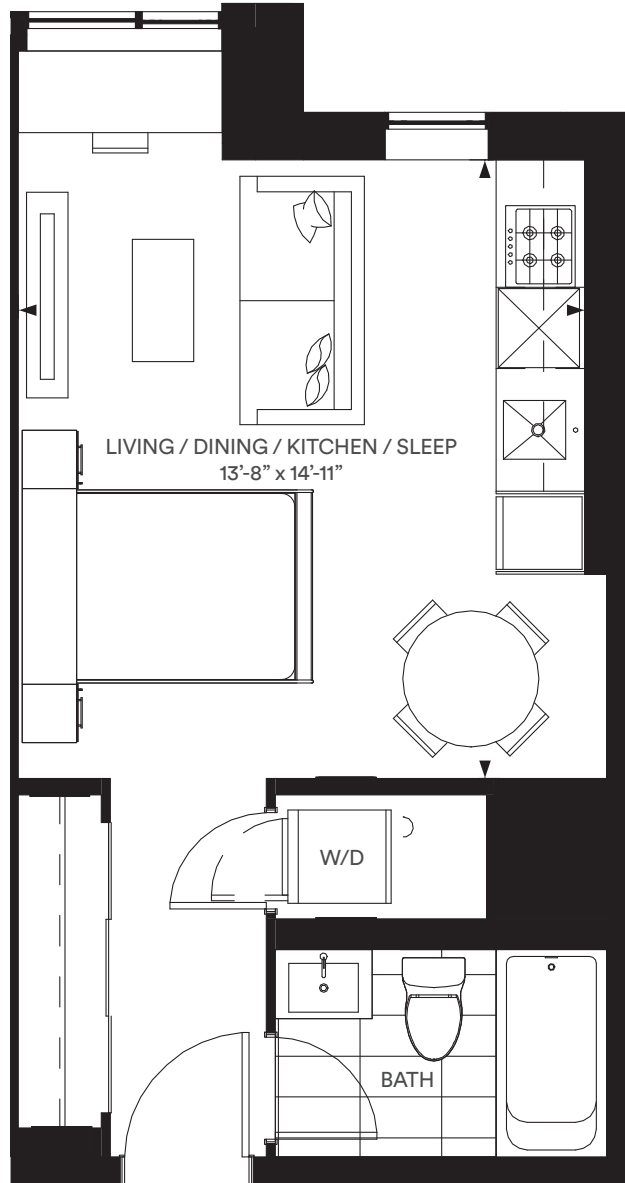 LIVING / DINING / KITCHEN / SLEEP
13’-8” x 14’-11”
W/D
BATH